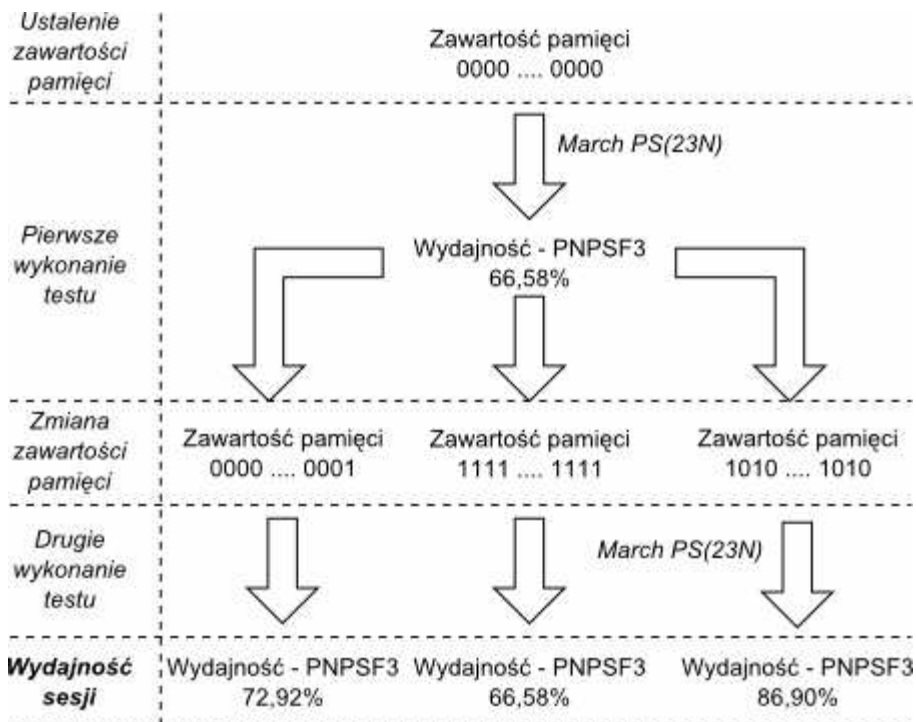 Ustalenie
zawartości
pamięci
Zawartość pamięci
0000 .... 0000
Pierwsze
wykonanie
testu
March PS(23N)
Wydajność - PNPSF3
66,58%
Zmiana
zawartości
pamięci
Zawartość pamięci
0000 .... 0001
Zawartość pamięci
1111 .... 1111
Zawartość pamięci
1010 .... 1010
Drugie
wykonanie
testu
March PS(23N)
Wydajność
sesji
Wydajność - PNPSF3
72,92%
Wydajność - PNPSF3
66,58%
Wydajność - PNPSF3
86,90%